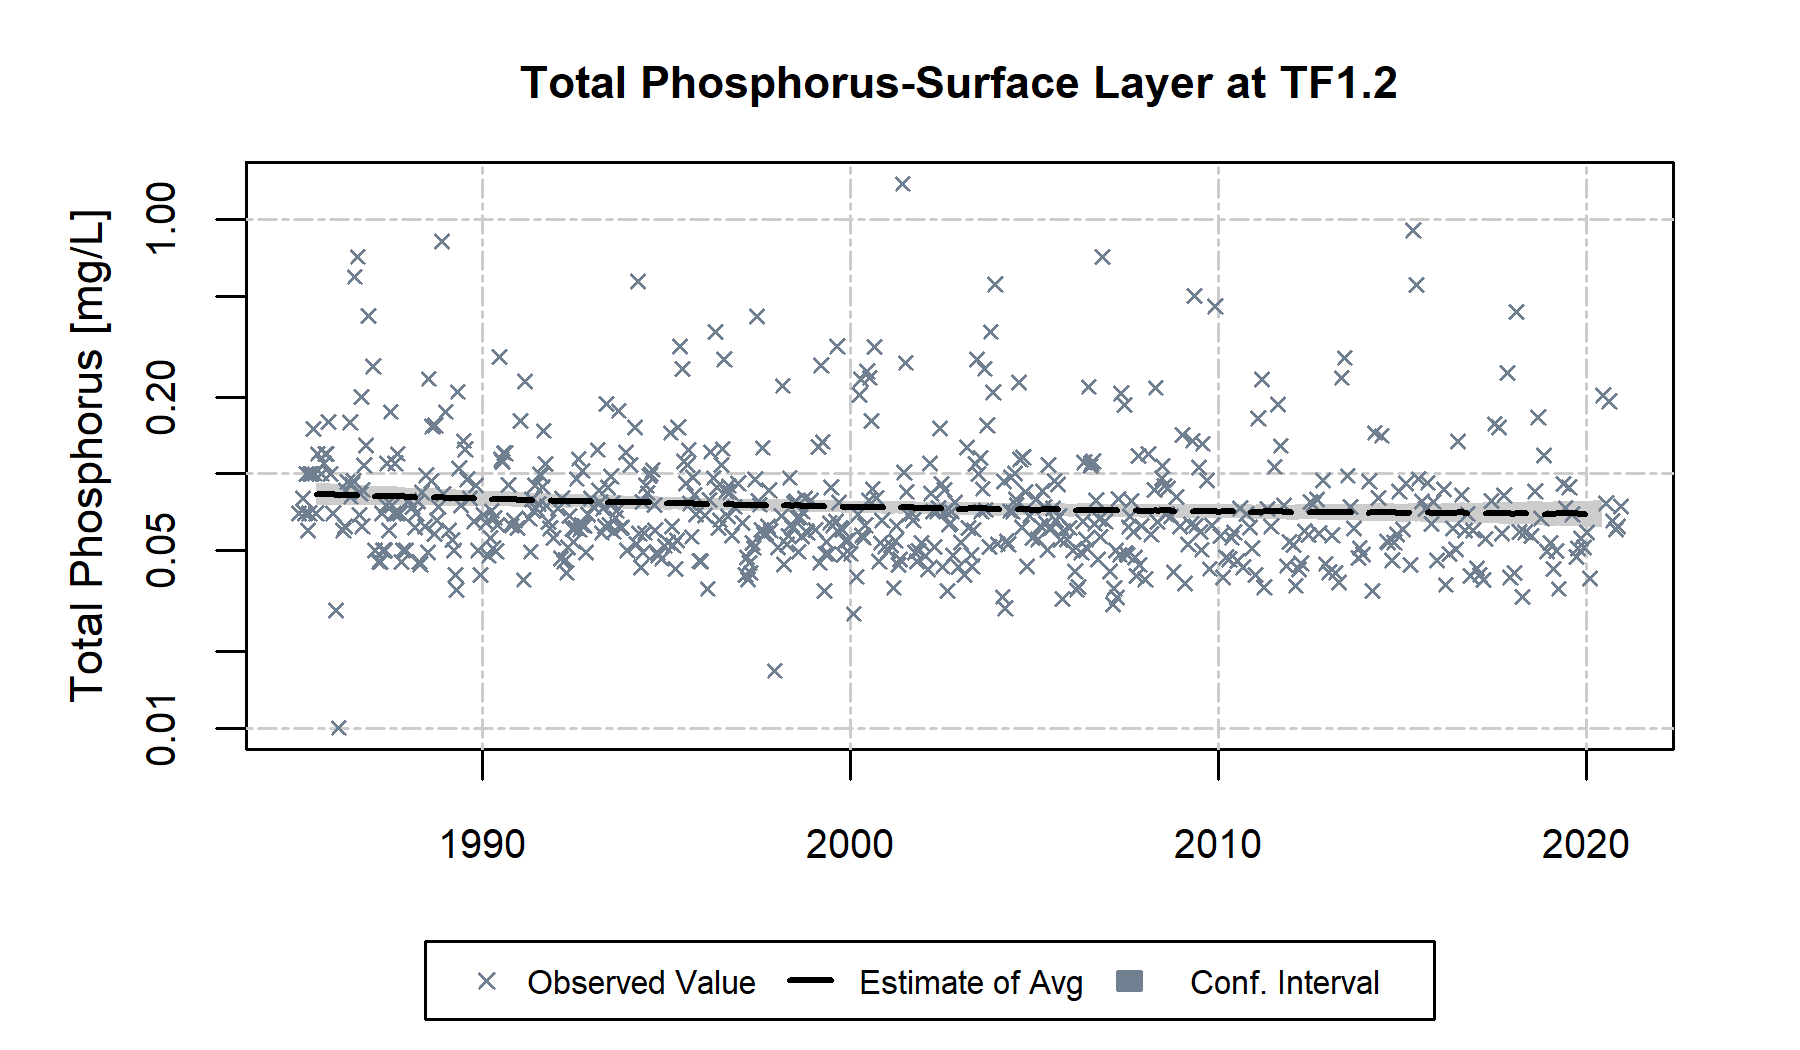 Total Phosphorus-Surface Layer at TF1.2
Total Phosphorus [mg/L]
1.00
0.20
0.05
0.01
1990 2000 2010 2020
Observed Value Estimate of Avg Conf. Interval